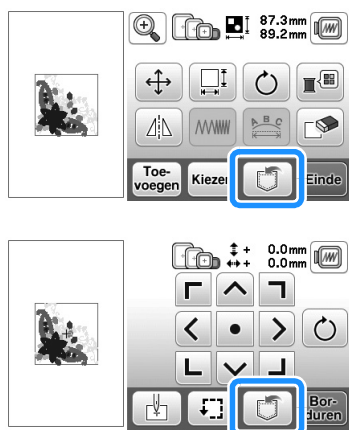 87.3mm
89.2mm
A B C
Toe-
voegen
Kiezen
Einde
+ 0.0mm
+ 0.0mm
Bor-
duren